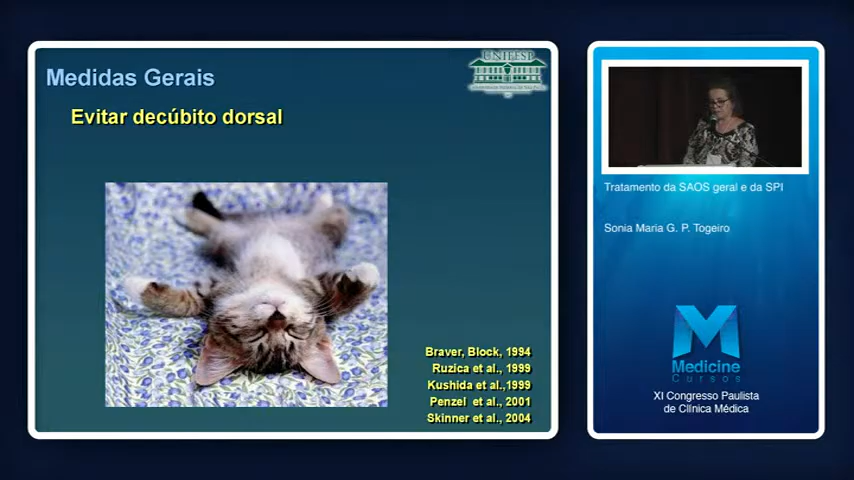 Medidas Gerais
UNIFESP
Evitar decúbito dorsal
Braver, Block, 1994
Ruzica et al., 1999
Kushida et al.,1999
Penzel et al., 2001
Skinner et al., 2004
Tratamento da SAOS geral e da SPI
Sonia Maria G. P. Togeiro
M
Medicine
Cursos
XI Congresso Paulista
de Clínica Médica